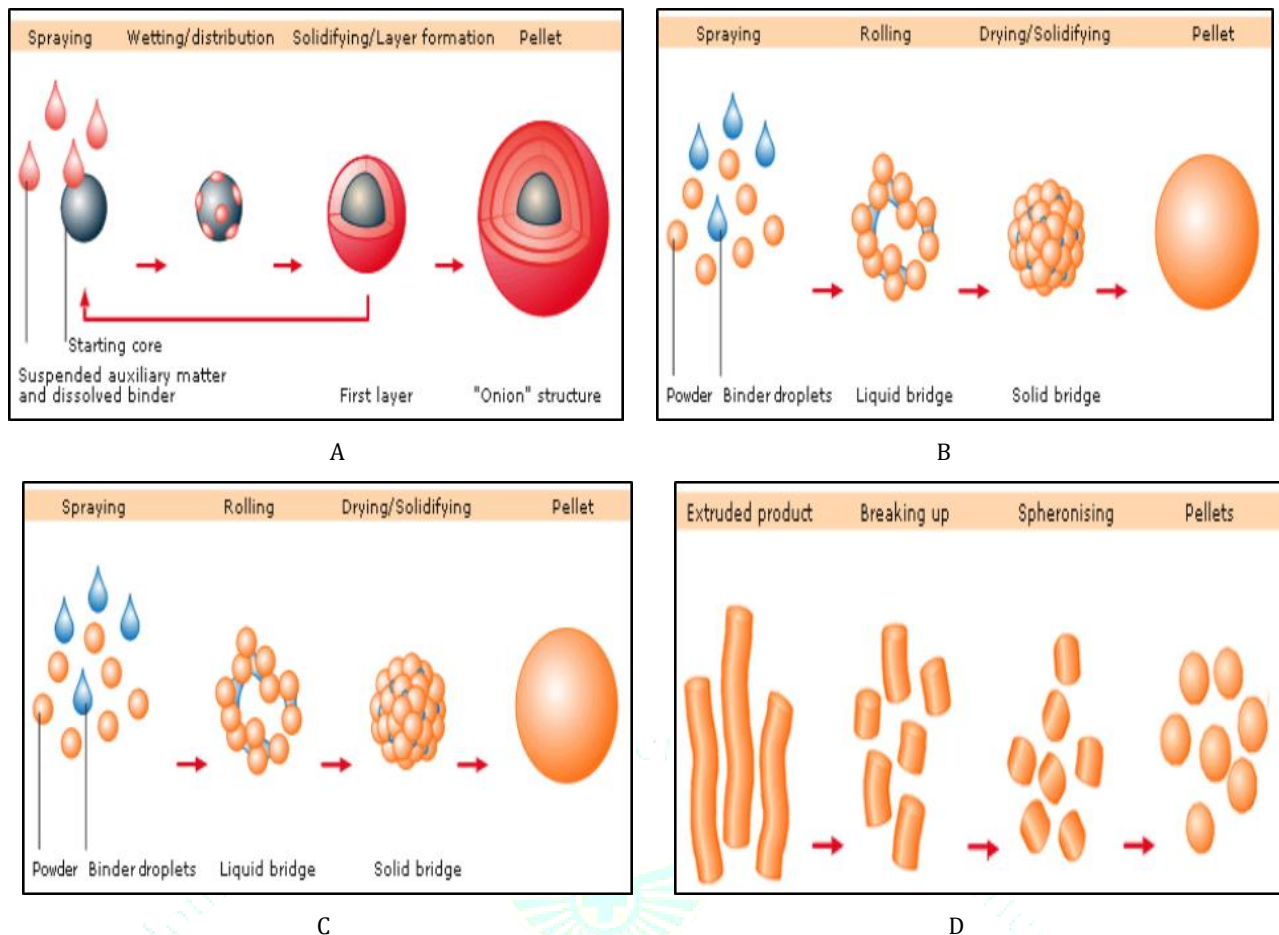 Spraying Wetting/distribution Solidifying/Layer formation Pellet
Starting core
Suspended auxiliary matter
and dissolved binder
First layer
"Onion" structure
A
Spraying Rolling Drying/Solidifying Pellet
Powder Binder droplets Liquid bridge Solid bridge
B
Spraying Rolling Drying/Solidifying Pellet
Powder Binder droplets Liquid bridge Solid bridge
C
Extruded product Breaking up Spheronising Pellets
D